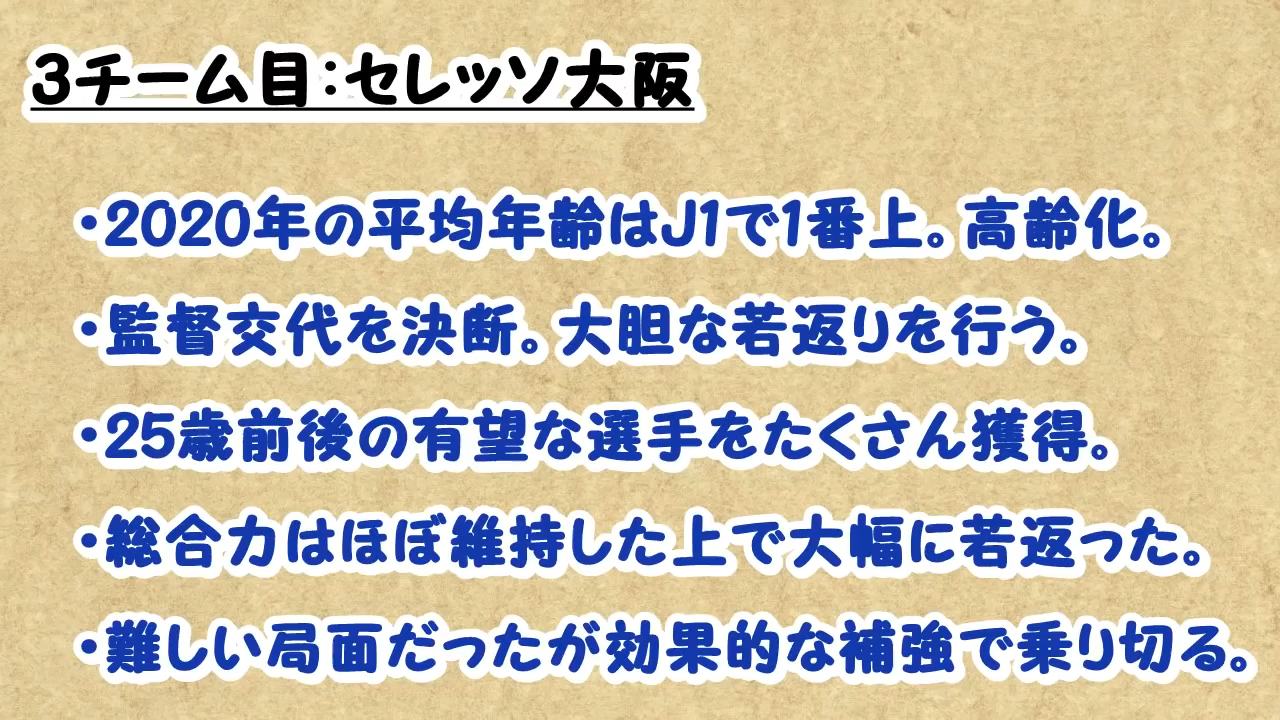 3チーム目：セレッソ大阪
・2020年の平均年齢はJ1で1番上。高齢化。
・監督交代を決断。大胆な若返りを行う。
・25歳前後の有望な選手をたくさん獲得。
・総合力はほぼ維持した上で大幅に若返った。
・難しい局面だったが効果的な補強で乗り切る。